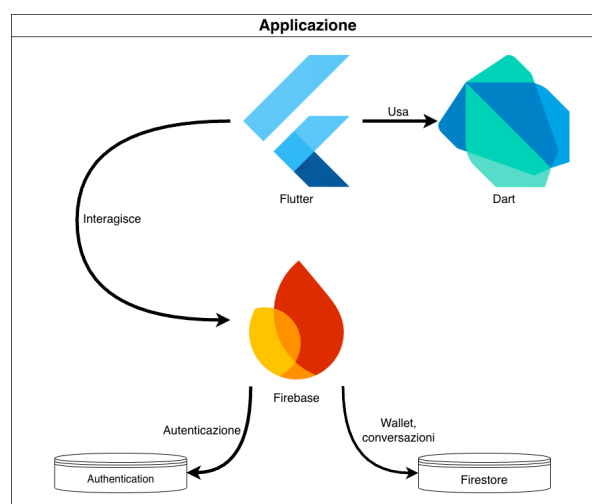 Applicazione
Usa
Flutter
Dart
Interagisce
Firebase
Autenticazione
Wallet,
conversazioni
Authentication
Firestore